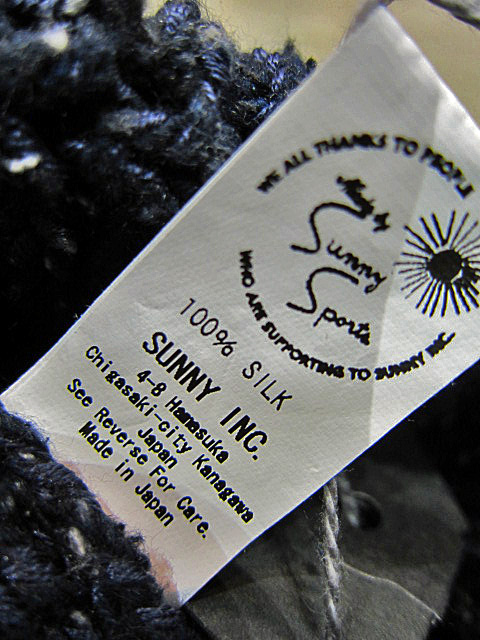 WE ALL THANKS TO PEOPLE
Made by
Sunny
Sports
WHO ARE SUPPORTING TO SUNNY INC.
100% SILK
SUNNY INC.
4-8 Hamasuka
Chigasaki-city Kanagawa
Japan
See Reverse For Care.
Made in Japan